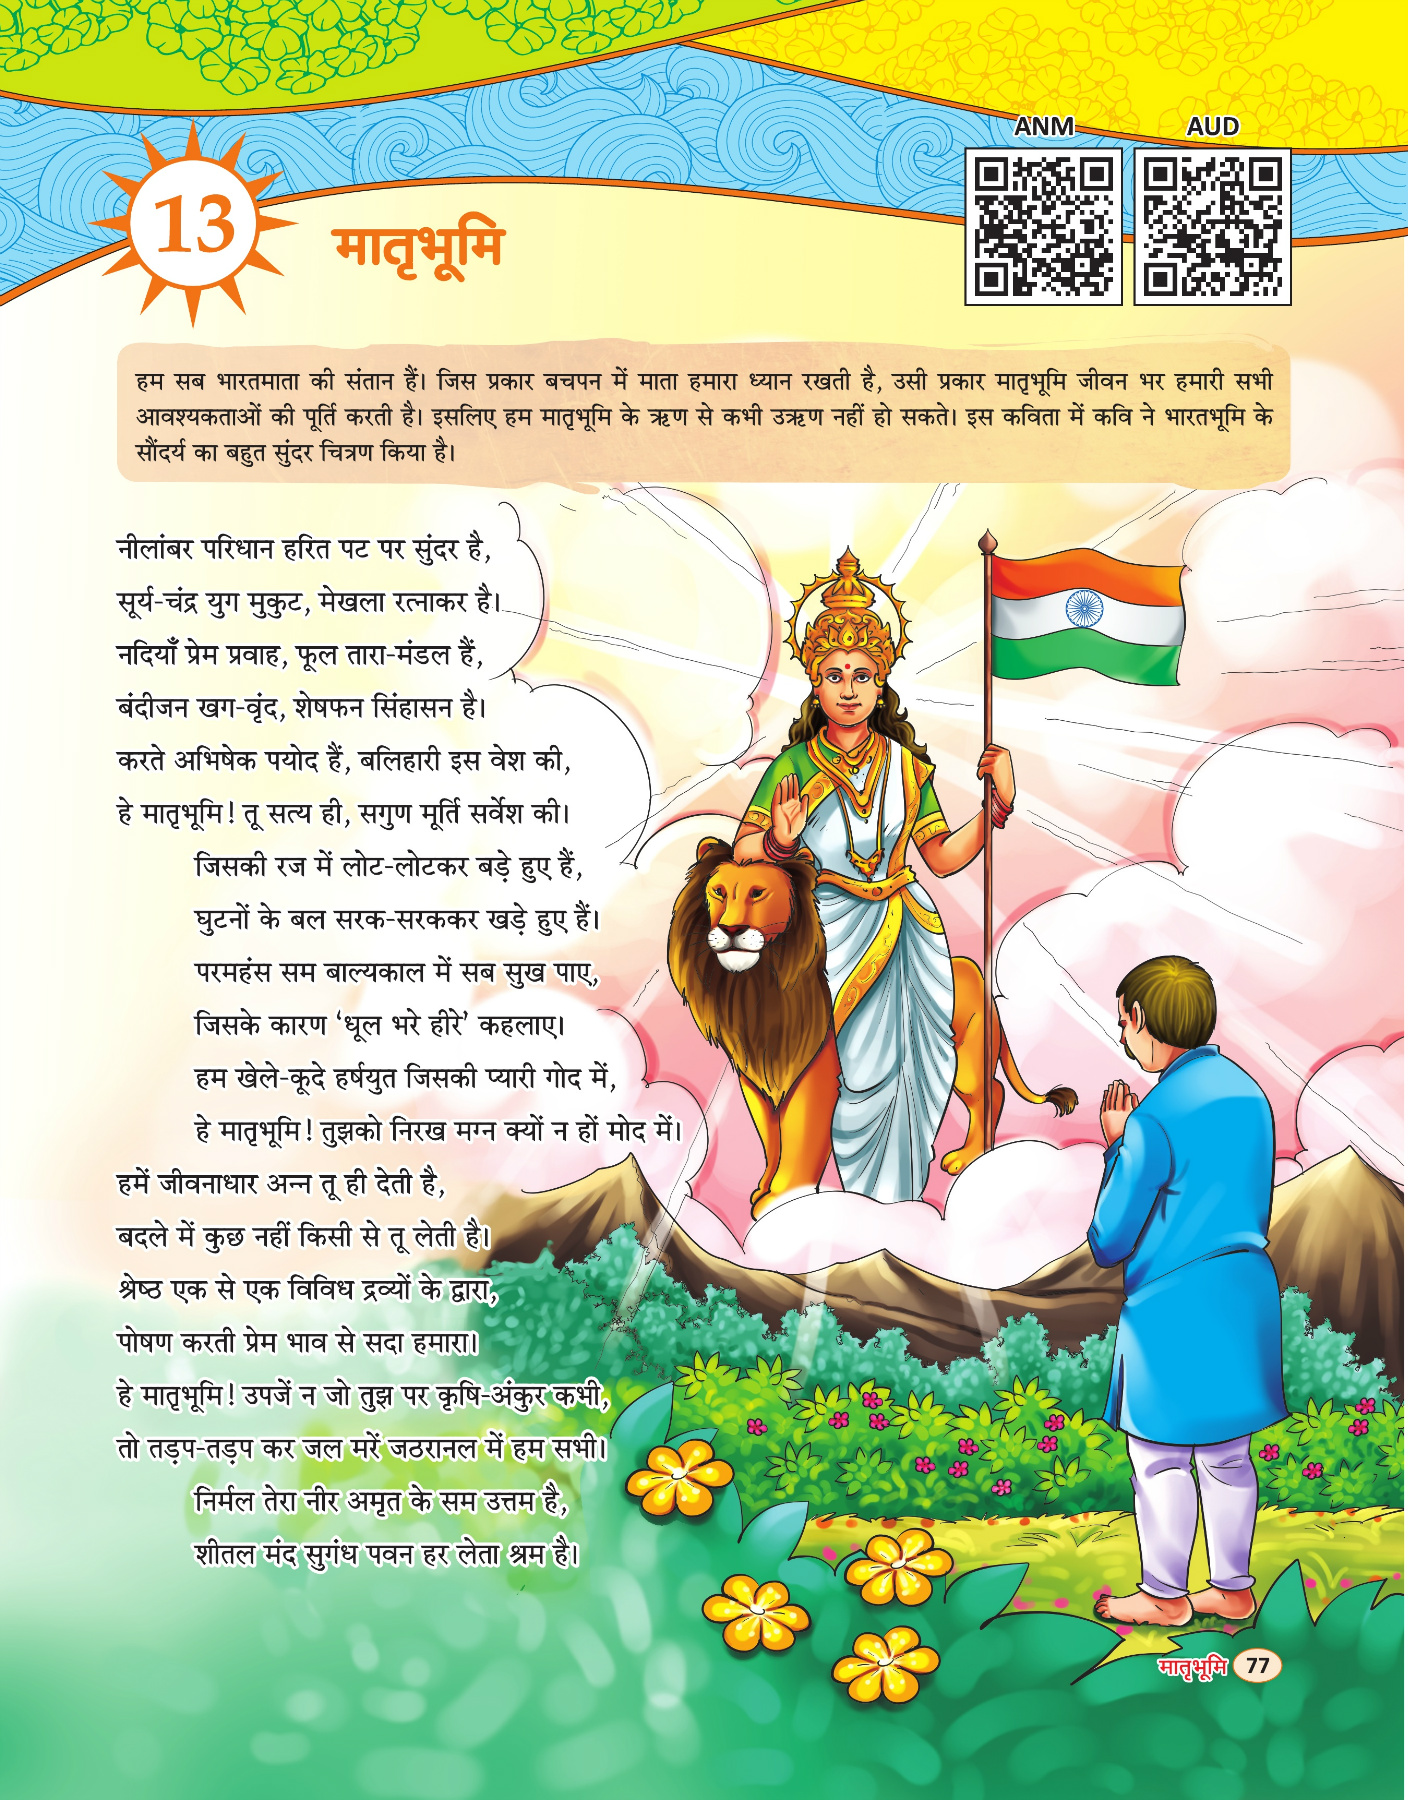 ANM
AUD
13
मातृभूमि
हम सब भारतमाता की संतान हैं। जिस प्रकार बचपन में माता हमारा ध्यान रखती है, उसी प्रकार मातृभूमि जीवन भर हमारी सभी
आवश्यकताओं की पूर्ति करती है। इसलिए हम मातृभूमि के ऋण से कभी उऋण नहीं हो सकते। इस कविता में कवि ने भारतभूमि के
सौंदर्य का बहुत सुंदर चित्रण किया है।
नीलांबर परिधान हरित पट पर सुंदर है,
सूर्य-चंद्र युग मुकुट, मेखला रत्नाकर है।
नदियाँ प्रेम प्रवाह, फूल तारा-मंडल हैं,
बंदीजन खग-वृंद, शेषफन सिंहासन है।
करते अभिषेक पयोद हैं, बलिहारी इस वेश की,
हे मातृभूमि! तू सत्य ही, सगुण मूर्ति सर्वेश की।
जिसकी रज में लोट-लोटकर बड़े हुए हैं,
घुटनों के बल सरक-सरककर खड़े हुए हैं।
परमहंस सम बाल्यकाल में सब सुख पाए,
जिसके कारण ‘धूल भरे हीरे’ कहलाए।
हम खेले-कूदे हर्षयुत जिसकी प्यारी गोद में,
हे मातृभूमि! तुझको निरख मग्न क्यों न हों मोद में।
हमें जीवनाधार अन्न तू ही देती है,
बदले में कुछ नहीं किसी से तू लेती है।
श्रेष्ठ एक से एक विविध द्रव्यों के द्वारा,
पोषण करती प्रेम भाव से सदा हमारा।
हे मातृभूमि! उपजें न जो तुझ पर कृषि-अंकुर कभी,
तो तड़प-तड़प कर जल मरें जठरानल में हम सभी।
निर्मल तेरा नीर अमृत के सम उत्तम है,
शीतल मंद सुगंध पवन हर लेता श्रम है।
मातृभूमि 77